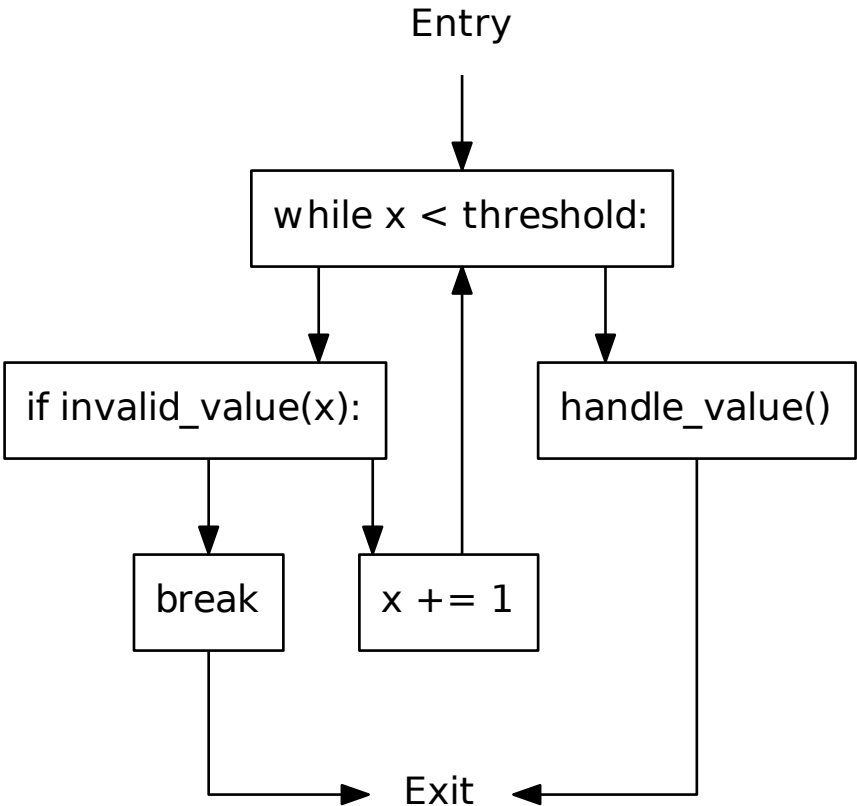 Entry
while x < threshold:
if invalid_value(x):
handle_value()
break
x += 1
Exit